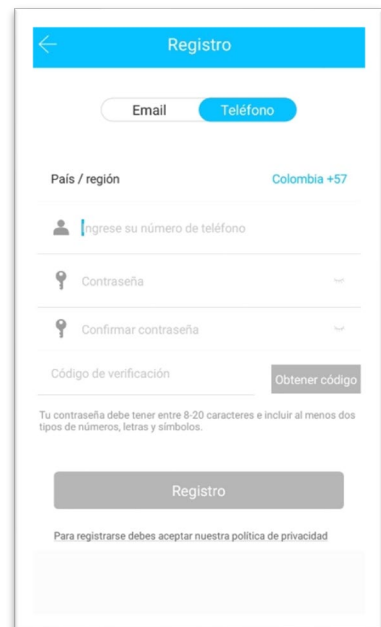 Registro
Email
Teléfono
País / región
Colombia +57
Ingrese su número de teléfono
Contraseña
Confirmar contraseña
Código de verificación
Obtener código
Tu contraseña debe tener entre 8-20 caracteres e incluir al menos dos
tipos de números, letras y símbolos.
Registro
Para registrarse debes aceptar nuestra política de privacidad